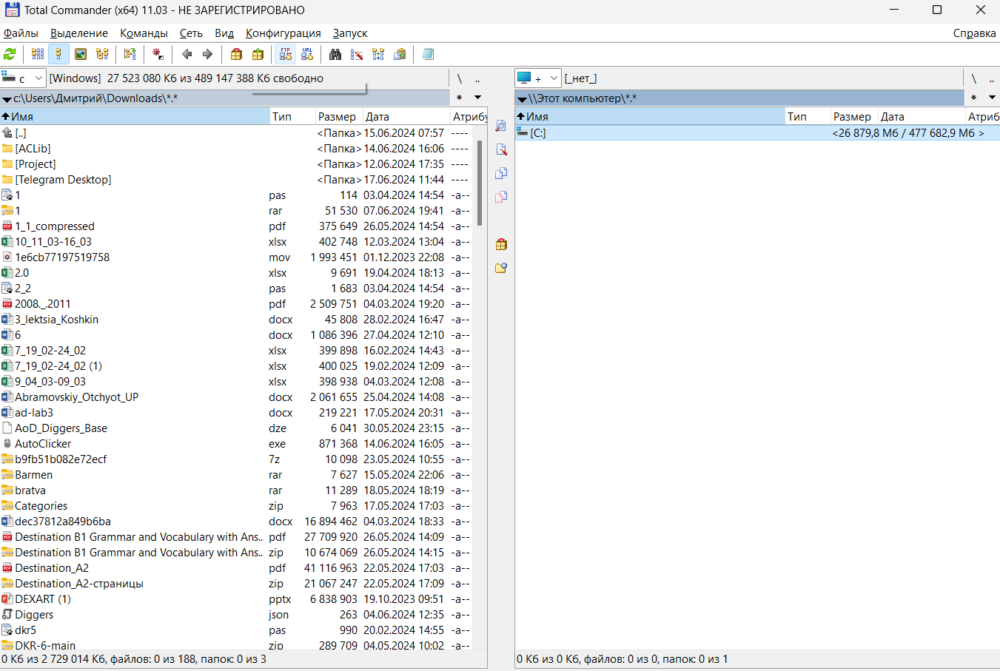 Total Commander (x64) 11.03 - НЕ ЗАРЕГИСТРИРОВАНО
Файлы Выделение Команды Сеть Вид Конфигурация Запуск Справка
FTP URL
c [Windows] 27 523 080 Кб из 489 147 388 Кб свободно \ ..
c:\Users\Дмитрий\Downloads\*.* *
Имя Тип Размер Дата Атрибу
[..] <Папка> 15.06.2024 07:57 ----
[ACLib] <Папка> 14.06.2024 16:06 ----
[Project] <Папка> 12.06.2024 17:35 ----
[Telegram Desktop] <Папка> 17.06.2024 11:44 ----
1 pas 114 03.04.2024 14:54 -a--
1 rar 51 530 07.06.2024 19:41 -a--
1_1_compressed pdf 375 649 26.05.2024 14:54 -a--
10_11_03-16_03 xlsx 402 748 12.03.2024 13:04 -a--
1e6cb77197519758 mov 1 993 451 01.12.2023 22:08 -a--
2.0 xlsx 9 691 19.04.2024 18:13 -a--
2_2 pas 1 683 03.04.2024 14:54 -a--
2008._.2011 pdf 2 509 751 04.03.2024 19:20 -a--
3_lektsia_Koshkin docx 45 808 28.02.2024 16:47 -a--
6 docx 1 086 396 27.04.2024 12:10 -a--
7_19_02-24_02 xlsx 399 898 16.02.2024 14:43 -a--
7_19_02-24_02 (1) xlsx 400 025 19.02.2024 12:09 -a--
9_04_03-09_03 xlsx 398 938 04.03.2024 12:08 -a--
Abramovskiy_Otchyot_UP docx 2 061 655 25.04.2024 14:08 -a--
ad-lab3 docx 219 221 17.05.2024 20:31 -a--
AoD_Diggers_Base dze 6 041 30.05.2024 23:15 -a--
AutoClicker exe 871 368 14.06.2024 16:05 -a--
b9fb51b082e72ecf 7z 10 098 23.05.2024 10:55 -a--
Barmen rar 7 627 15.05.2024 22:06 -a--
bratva rar 11 289 18.05.2024 18:19 -a--
Categories zip 7 963 17.05.2024 17:03 -a--
dec37812a849b6ba docx 16 894 462 04.03.2024 18:33 -a--
Destination B1 Grammar and Vocabulary with Ans.. pdf 27 709 920 26.05.2024 14:09 -a--
Destination B1 Grammar and Vocabulary with Ans.. zip 10 674 069 26.05.2024 14:15 -a--
Destination_A2 pdf 41 116 963 22.05.2024 17:03 -a--
Destination_A2-страницы zip 21 067 247 22.05.2024 17:09 -a--
DEXART (1) pptx 6 838 903 19.10.2023 09:51 -a--
Diggers json 263 04.06.2024 12:35 -a--
dkr5 pas 990 20.02.2024 14:55 -a--
DKR-6-main zip 289 709 04.05.2024 10:02 -a--
0 Кб из 2 729 014 Кб, файлов: 0 из 188, папок: 0 из 3
+ [_нет_] \ ..
\\Этот компьютер\*.* *
Имя Тип Размер Дата Атриб
[C:] <26 879,8 Мб / 477 682,9 Мб >
0 Кб из 0 Кб, файлов: 0 из 0, папок: 0 из 1